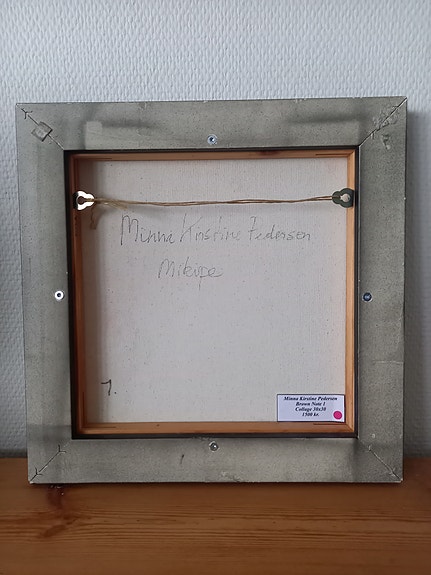 Minna Kirstine Pedersen
Mikipe
1.
Minna Kirstine Pedersen
Brown Note 1
Collage 30x30
1500 kr.